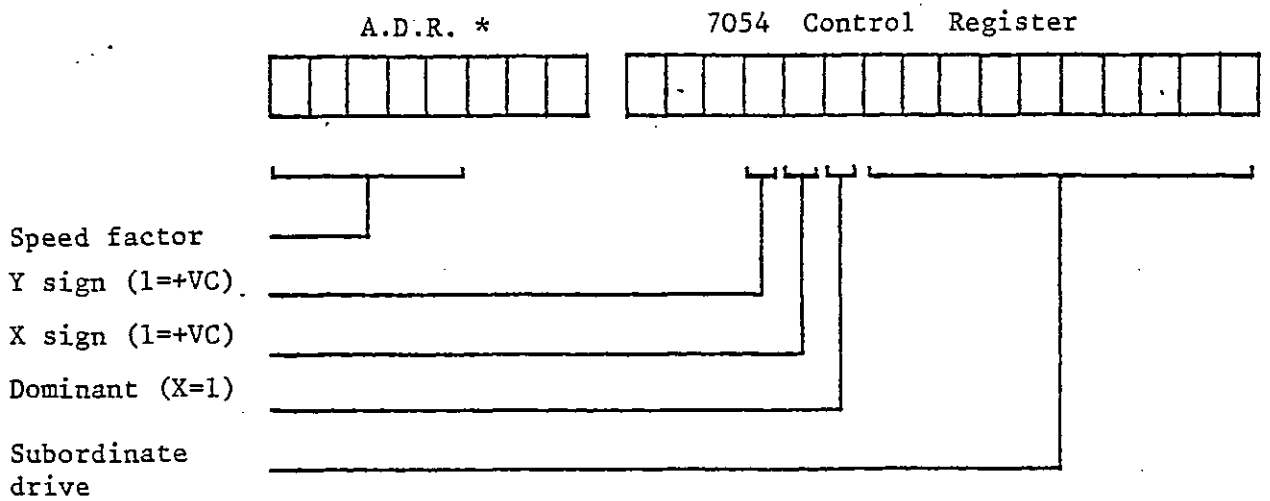 A.D.R. * 7054 Control Register
Speed factor
Y sign (1=+VC)
X sign (1=+VC)
Dominant (X=1)
Subordinate
drive